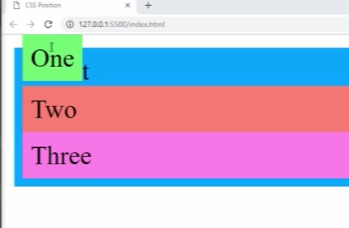 CSS Position
127.0.0.1:5500/index.html
One
t
Two
Three